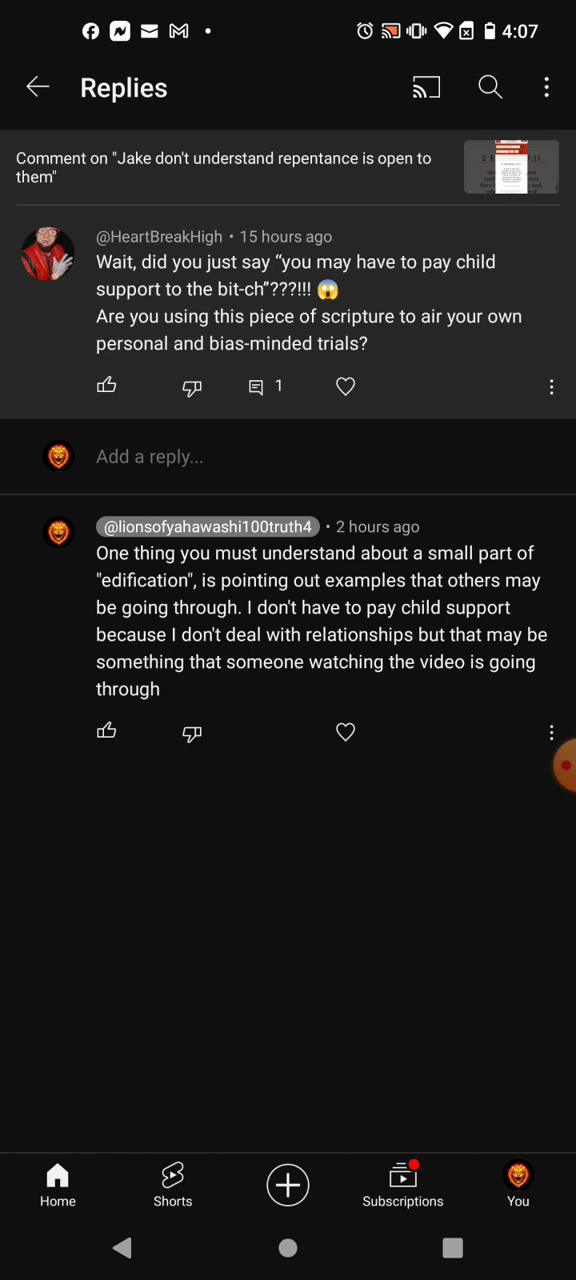 4:07
Replies
Comment on "Jake don't understand repentance is open to
them"
@HeartBreakHigh • 15 hours ago
Wait, did you just say “you may have to pay child
support to the bit-ch”???!!! 😱
Are you using this piece of scripture to air your own
personal and bias-minded trials?
1
Add a reply...
@lionsofyahawashi100truth4 • 2 hours ago
One thing you must understand about a small part of
"edification", is pointing out examples that others may
be going through. I don't have to pay child support
because I don't deal with relationships but that may be
something that someone watching the video is going
through
Home Shorts Subscriptions You